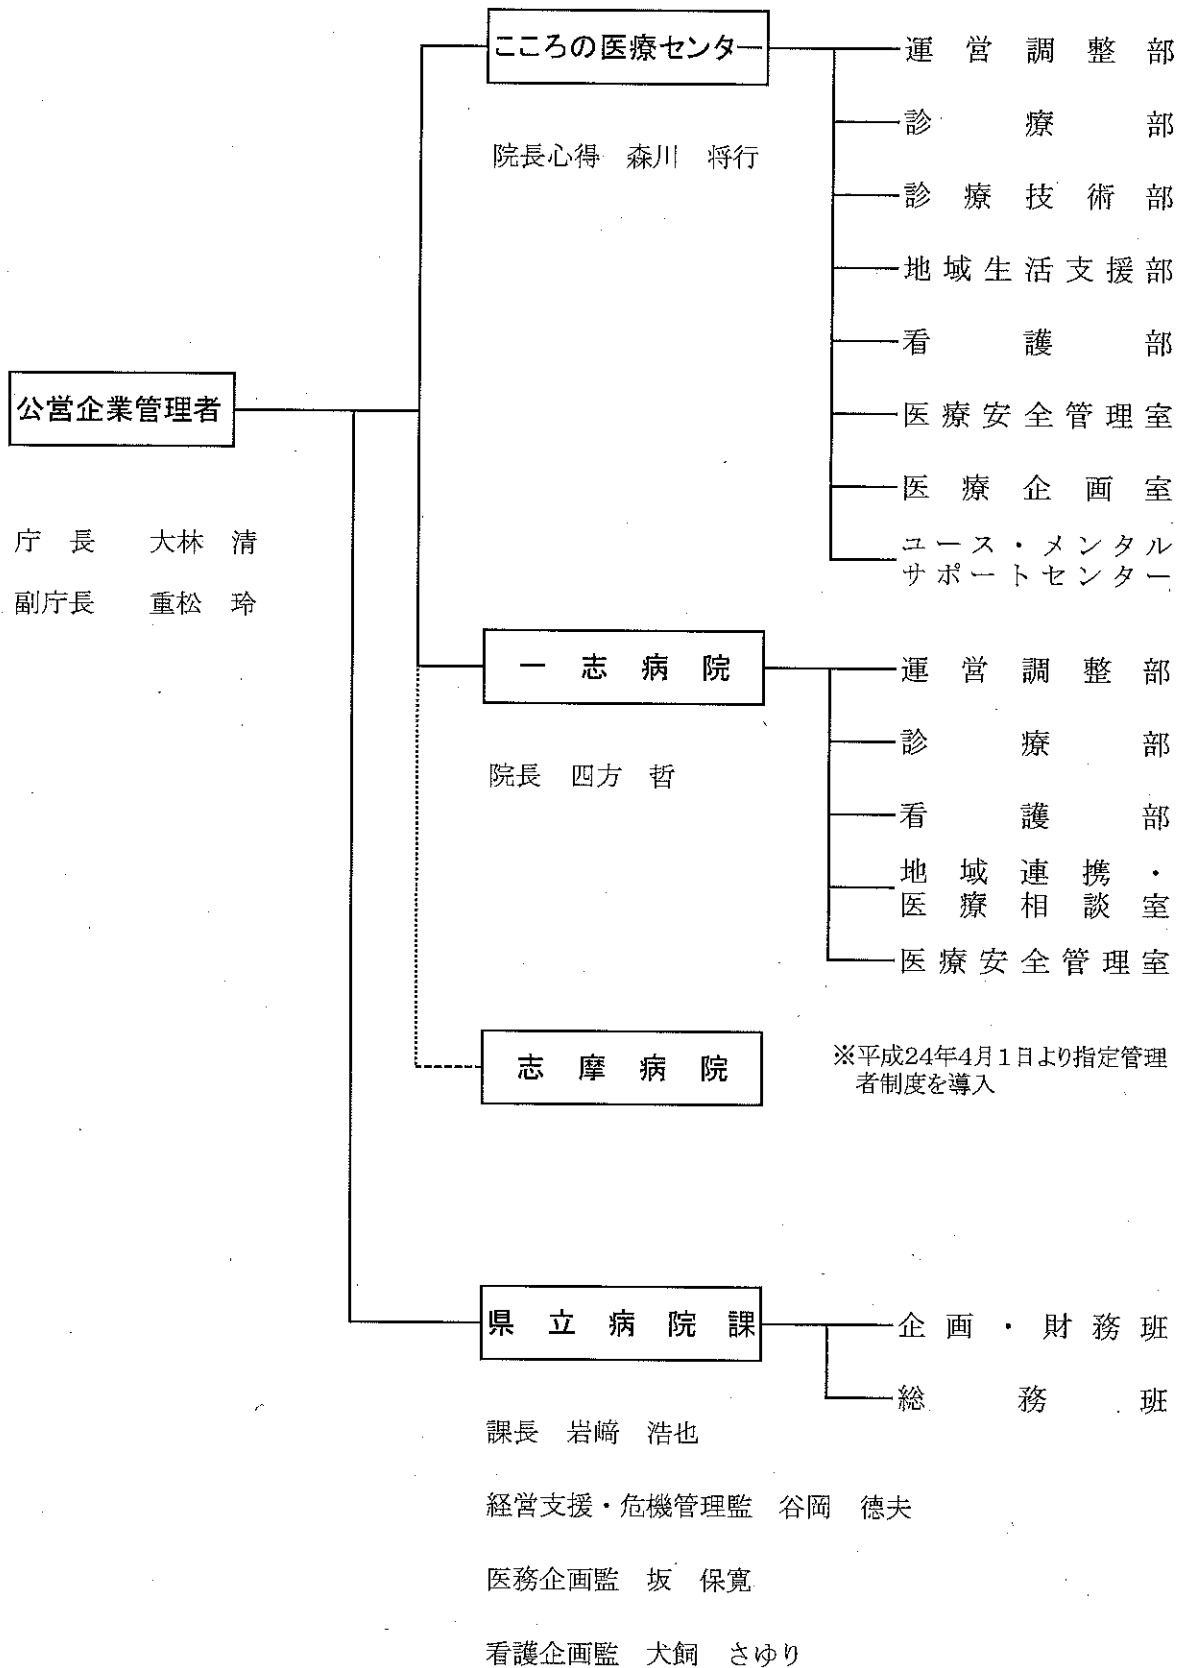 こころの医療センター
院長心得 森川 将行
運営調整部
診療部
診療技術部
地域生活支援部
看護部
医療安全管理室
医療企画室
ユース・メンタル
サポートセンター
公営企業管理者
庁長 大林 清
副庁長 重松 玲
一志病院
院長 四方 哲
運営調整部
診療部
看護部
地域連携・
医療相談室
医療安全管理室
志摩病院
※平成24年4月1日より指定管理
者制度を導入
県立病院課
企画・財務班
総務班
課長 岩﨑 浩也
経営支援・危機管理監 谷岡 徳夫
医務企画監 坂 保寛
看護企画監 犬飼 さゆり